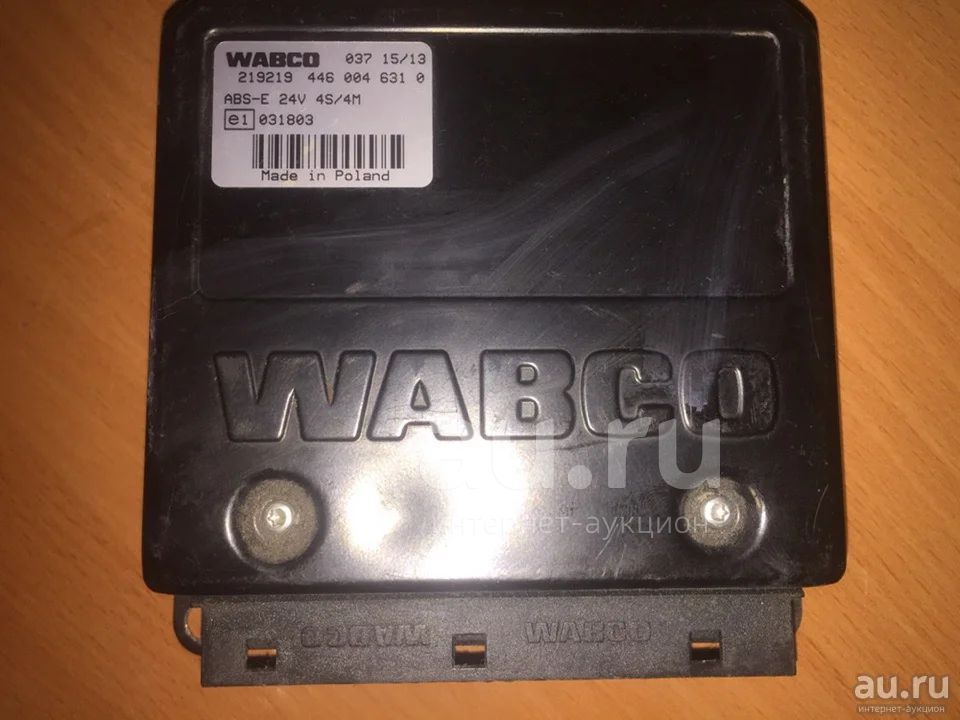 WABCO 037 15/13
219219 446 004 631 0
ABS-E 24V 4S/4M
e1 031803
Made in Poland
WABCO
au.ru
интернет-аукцион
WABCO WABCO
au.ru
интернет-аукцион